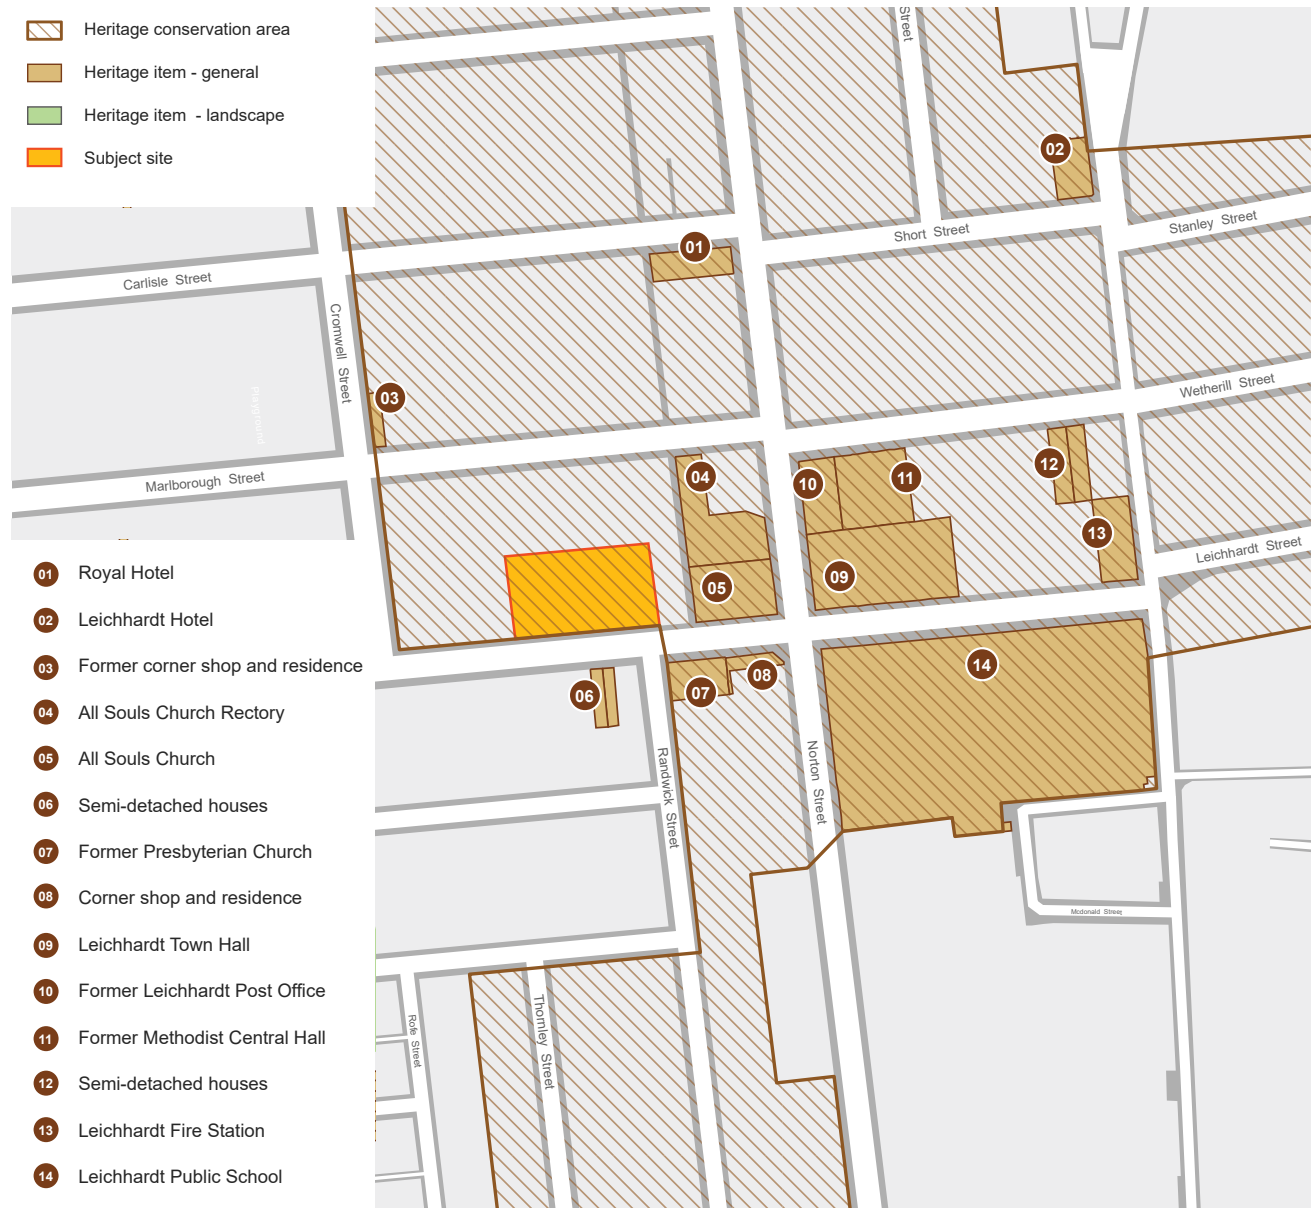 Heritage conservation area
Heritage item - general
Heritage item - landscape
Subject site
Street
02
Short Street
Stanley Street
01
Carlisle Street
Cromwell Street
03
Playground
Wetherill Street
Marlborough Street
04
10
11
12
13
Leichhardt Street
05
09
14
06
07
08
Randwick Street
Norton Street
Mcdonald Street
Thornley Street
Rofe Street
01 Royal Hotel
02 Leichhardt Hotel
03 Former corner shop and residence
04 All Souls Church Rectory
05 All Souls Church
06 Semi-detached houses
07 Former Presbyterian Church
08 Corner shop and residence
09 Leichhardt Town Hall
10 Former Leichhardt Post Office
11 Former Methodist Central Hall
12 Semi-detached houses
13 Leichhardt Fire Station
14 Leichhardt Public School